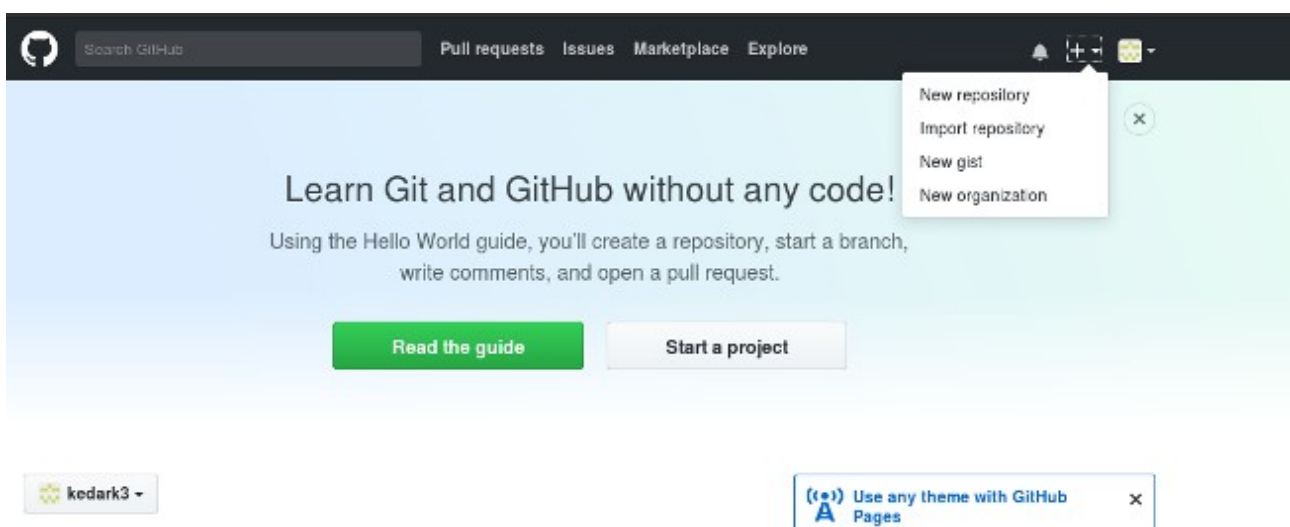 Search GitHub
Pull requests Issues Marketplace Explore
New repository
Import repository
New gist
New organization
Learn Git and GitHub without any code!
Using the Hello World guide, you'll create a repository, start a branch,
write comments, and open a pull request.
Read the guide
Start a project
kedark3
Use any theme with GitHub
Pages